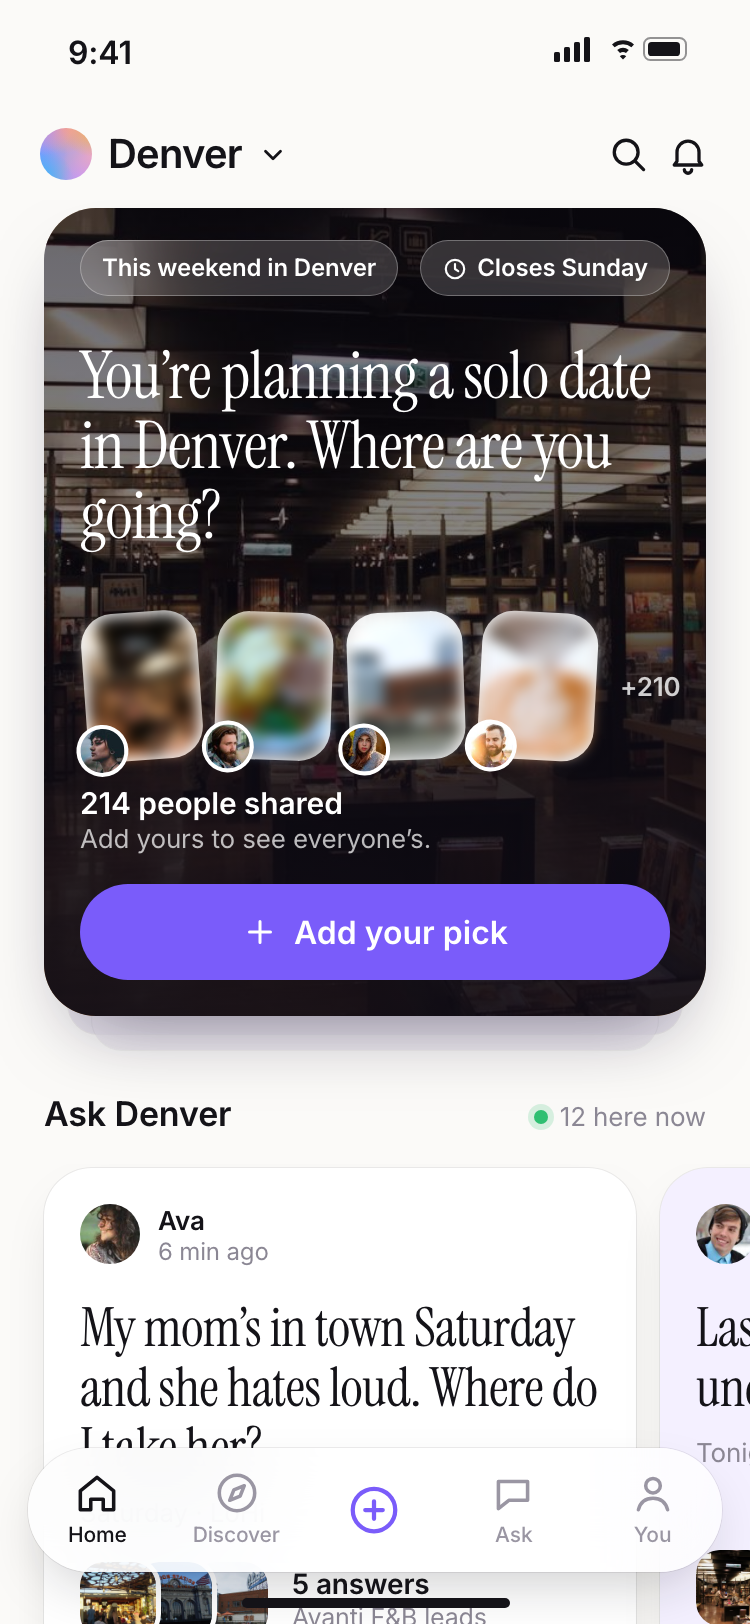 9:41
Denver
This weekend in Denver
Closes Sunday
You’re planning a solo date
in Denver. Where are you
going?
+210
214 people shared
Add yours to see everyone’s.
Add your pick
Ask Denver
12 here now
Ava
6 min ago
My mom’s in town Saturday
and she hates loud. Where do
I take her?
5 answers
Avanti F&B leads
Home
Discover
Ask
You